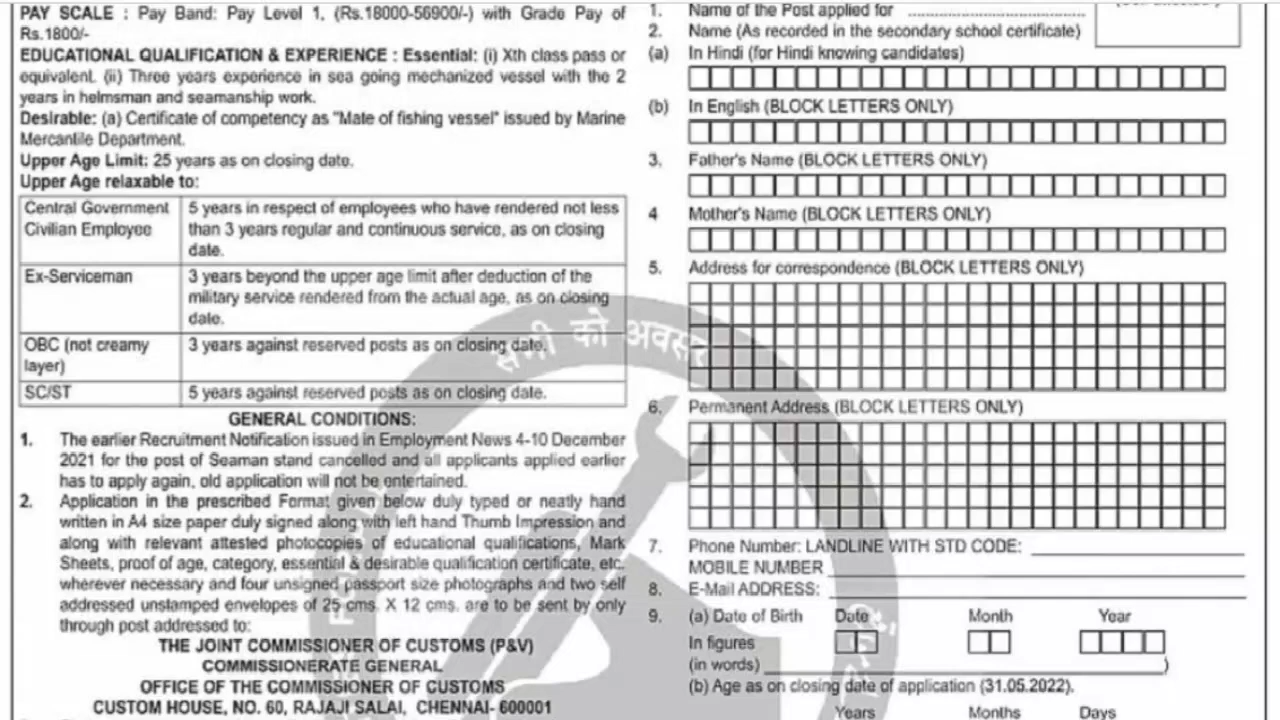 PAY SCALE : Pay Band: Pay Level 1, (Rs.18000-56900/-) with Grade Pay of
Rs.1800/-
EDUCATIONAL QUALIFICATION & EXPERIENCE : Essential: (i) Xth class pass or
equivalent. (ii) Three years experience in sea going mechanized vessel with the 2
years in helmsman and seamanship work.
Desirable: (a) Certificate of competency as "Mate of fishing vessel" issued by Marine
Mercantile Department.
Upper Age Limit: 25 years as on closing date.
Upper Age relaxable to:
Central Government
Civilian Employee
5 years in respect of employees who have rendered not less
than 3 years regular and continuous service, as on closing
date.
Ex-Serviceman
3 years beyond the upper age limit after deduction of the
military service rendered from the actual age, as on closing
date.
OBC (not creamy
layer)
3 years against reserved posts as on closing date.
SC/ST
5 years against reserved posts as on closing date.
GENERAL CONDITIONS:
1. The earlier Recruitment Notification issued in Employment News 4-10 December
2021 for the post of Seaman stand cancelled and all applicants applied earlier
has to apply again, old application will not be entertained.
2. Application in the prescribed Format given below duly typed or neatly hand
written in A4 size paper duly signed along with left hand Thumb Impression and
along with relevant attested photocopies of educational qualifications, Mark
Sheets, proof of age, category, essential & desirable qualification certificate, etc.
wherever necessary and four unsigned passport size photographs and two self
addressed unstamped envelopes of 25 cms. X 12 cms. are to be sent by only
through post addressed to:
THE JOINT COMMISSIONER OF CUSTOMS (P&V)
COMMISSIONERATE GENERAL
OFFICE OF THE COMMISSIONER OF CUSTOMS
CUSTOM HOUSE, NO. 60, RAJAJI SALAI, CHENNAI- 600001
1. Name of the Post applied for ................................
2. Name (As recorded in the secondary school certificate)
(a) In Hindi (for Hindi knowing candidates)
(b) In English (BLOCK LETTERS ONLY)
3. Father's Name (BLOCK LETTERS ONLY)
4 Mother's Name (BLOCK LETTERS ONLY)
5. Address for correspondence (BLOCK LETTERS ONLY)
6. Permanent Address (BLOCK LETTERS ONLY)
7. Phone Number: LANDLINE WITH STD CODE:
MOBILE NUMBER
8. E-Mail ADDRESS:
9. (a) Date of Birth Date Month Year
In figures
(in words) )
(b) Age as on closing date of application (31.05.2022).
Years Months Days
सभी को अवसर